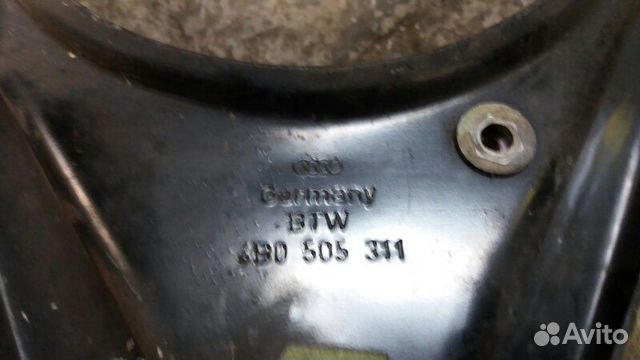 Germany
BTW
4B0 505 311
Avito